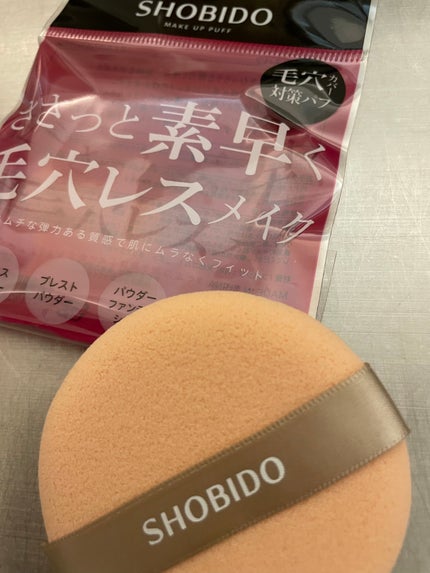 SHOBIDO
MAKE UP PUFF
毛穴カバー
対策パフ
ささっと素早く
毛穴レスメイク
ムチな弾力ある質感で肌にムラなくフィット
プレスト
パウダー
パウダー
ファン
SHOBIDO